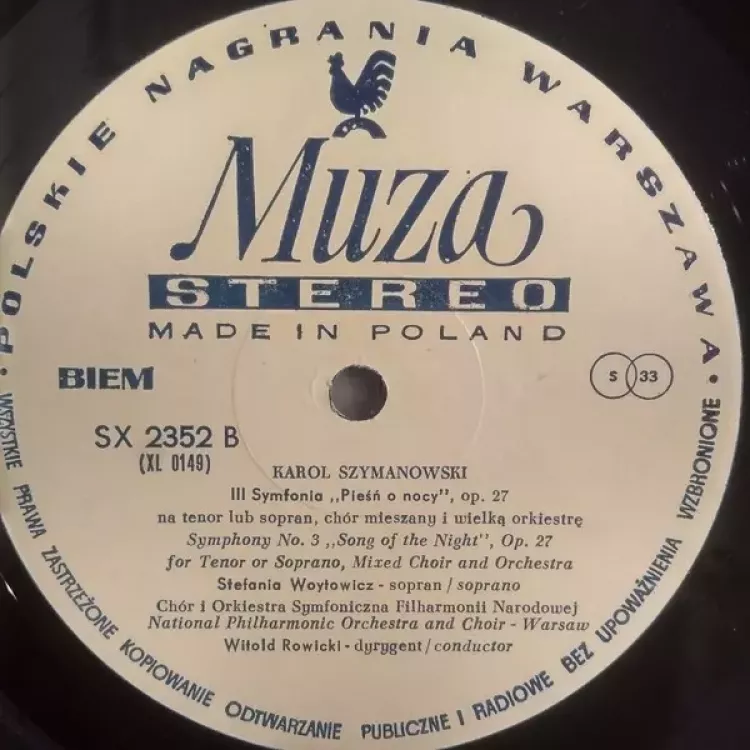 • POLSKIE NAGRANIA WARSZAWA •
Muza
STEREO
MADE IN POLAND
BIEM
S 33
SX 2352 B
(XL 0149)
KAROL SZYMANOWSKI
III Symfonia „Pieśń o nocy", op. 27
na tenor lub sopran, chór mieszany i wielką orkiestrę
Symphony No. 3 „Song of the Night", Op. 27
for Tenor or Soprano, Mixed Choir and Orchestra
Stefania Woytowicz - sopran / soprano
Chór i Orkiestra Symfoniczna Filharmonii Narodowej
National Philharmonic Orchestra and Choir - Warsaw
Witold Rowicki - dyrygent / conductor
WSZYSTKIE PRAWA ZASTRZEŻONE KOPIOWANIE ODTWARZANIE PUBLICZNE I RADIOWE BEZ UPOWAŻNIENIA WZBRONIONE